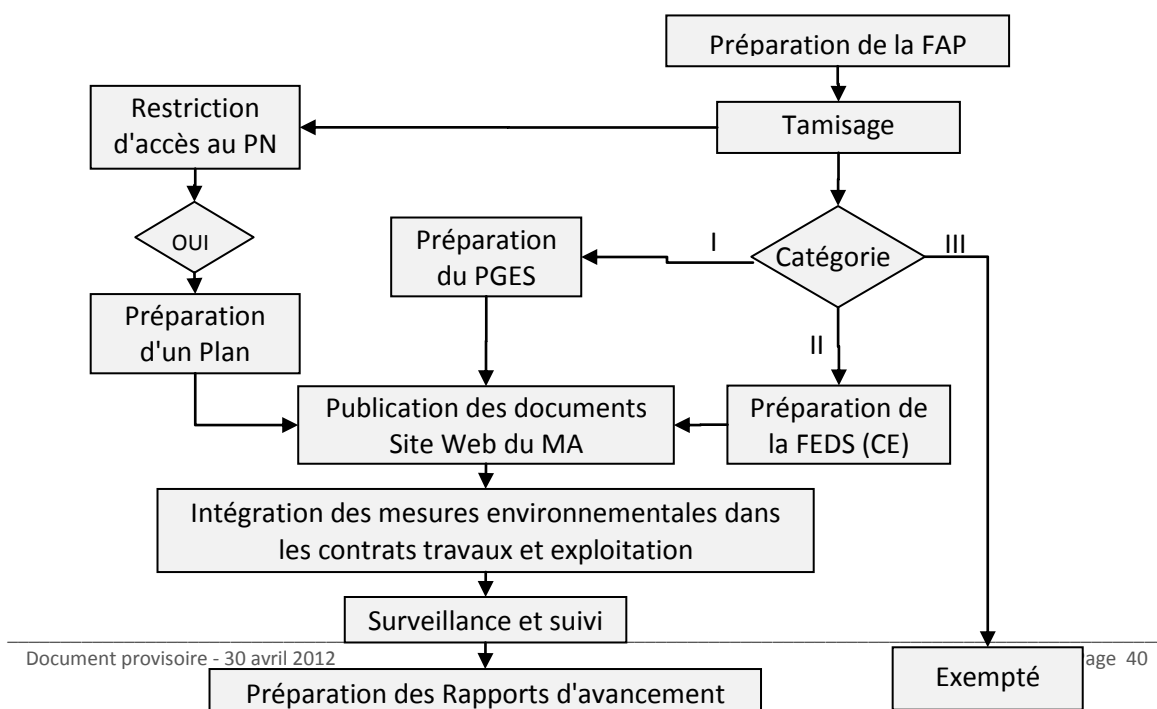 Préparation de la FAP
Restriction
d'accès au PN
Tamisage
OUI
Préparation
du PGES
I
Catégorie
III
Préparation
d'un Plan
II
Publication des documents
Site Web du MA
Préparation de
la FEDS (CE)
Intégration des mesures environnementales dans
les contrats travaux et exploitation
Surveillance et suivi
Document provisoire - 30 avril 2012
age 40
Exempté
Préparation des Rapports d'avancement